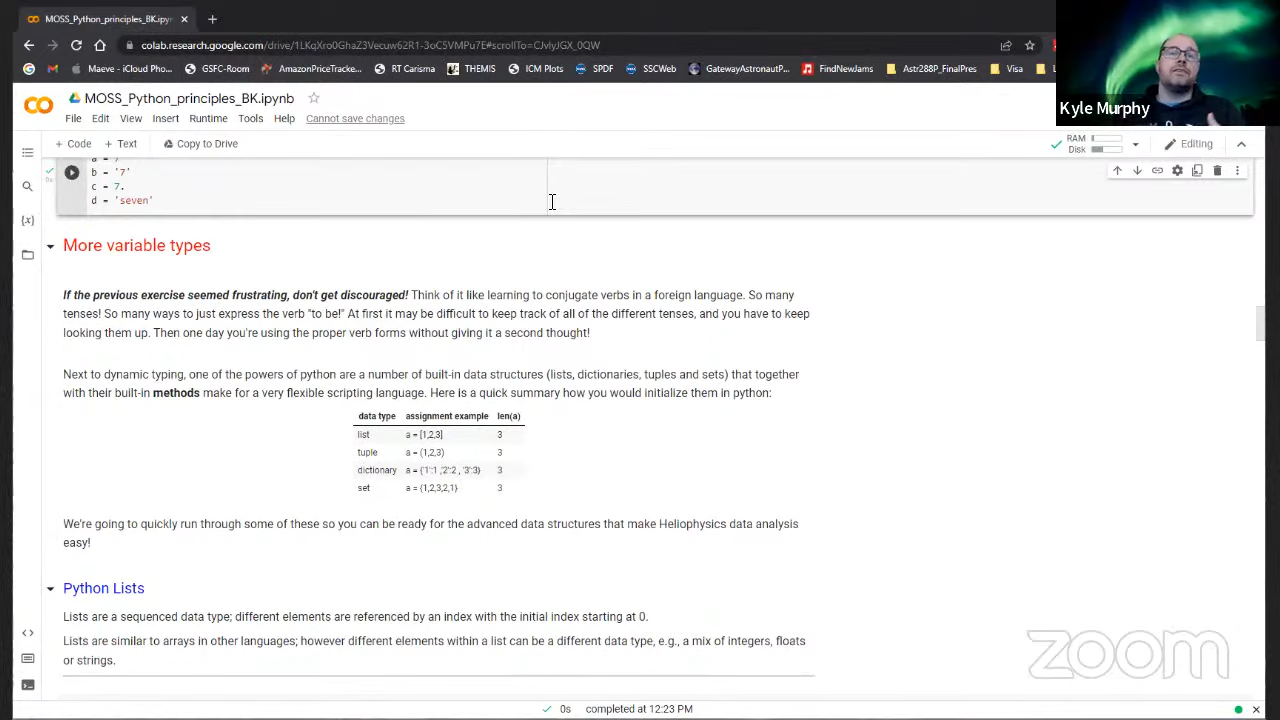 MOSS_Python_principles_BK.ipyn
colab.research.google.com/drive/1LKqXro0GhaZ3Vecuw62R1-3oC5VMPu7E#scrollTo=CJvIyJGX_0QW
Maeve - iCloud Pho...
GSFC-Room
AmazonPriceTracke...
RT Carisma
THEMIS
ICM Plots
SPDF
SSCWeb
GatewayAstronautP...
FindNewJams
Astr288P_FinalPres
Visa
Kyle Murphy
MOSS_Python_principles_BK.ipynb
File Edit View Insert Runtime Tools Help Cannot save changes
+ Code + Text Copy to Drive
RAM
Disk
Editing
a = 7
b = '7'
c = 7.
d = 'seven'
0s
More variable types
If the previous exercise seemed frustrating, don't get discouraged! Think of it like learning to conjugate verbs in a foreign language. So many
tenses! So many ways to just express the verb "to be!" At first it may be difficult to keep track of all of the different tenses, and you have to keep
looking them up. Then one day you're using the proper verb forms without giving it a second thought!
Next to dynamic typing, one of the powers of python are a number of built-in data structures (lists, dictionaries, tuples and sets) that together
with their built-in methods make for a very flexible scripting language. Here is a quick summary how you would initialize them in python:
data type assignment example len(a)
list a = [1,2,3] 3
tuple a = (1,2,3) 3
dictionary a = {'1':1 ,'2':2 , '3':3} 3
set a = {1,2,3,2,1} 3
We're going to quickly run through some of these so you can be ready for the advanced data structures that make Heliophysics data analysis
easy!
Python Lists
Lists are a sequenced data type; different elements are referenced by an index with the initial index starting at 0.
Lists are similar to arrays in other languages; however different elements within a list can be a different data type, e.g., a mix of integers, floats
or strings.
zoom
0s completed at 12:23 PM